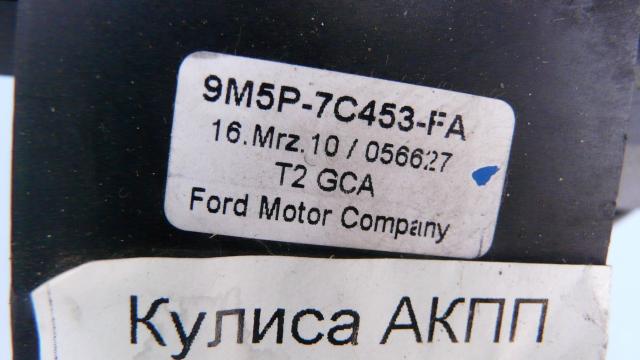 9M5P-7C453-FA
16.Mrz.10 / 056627
T2 GCA
Ford Motor Company
Кулиса АКПП